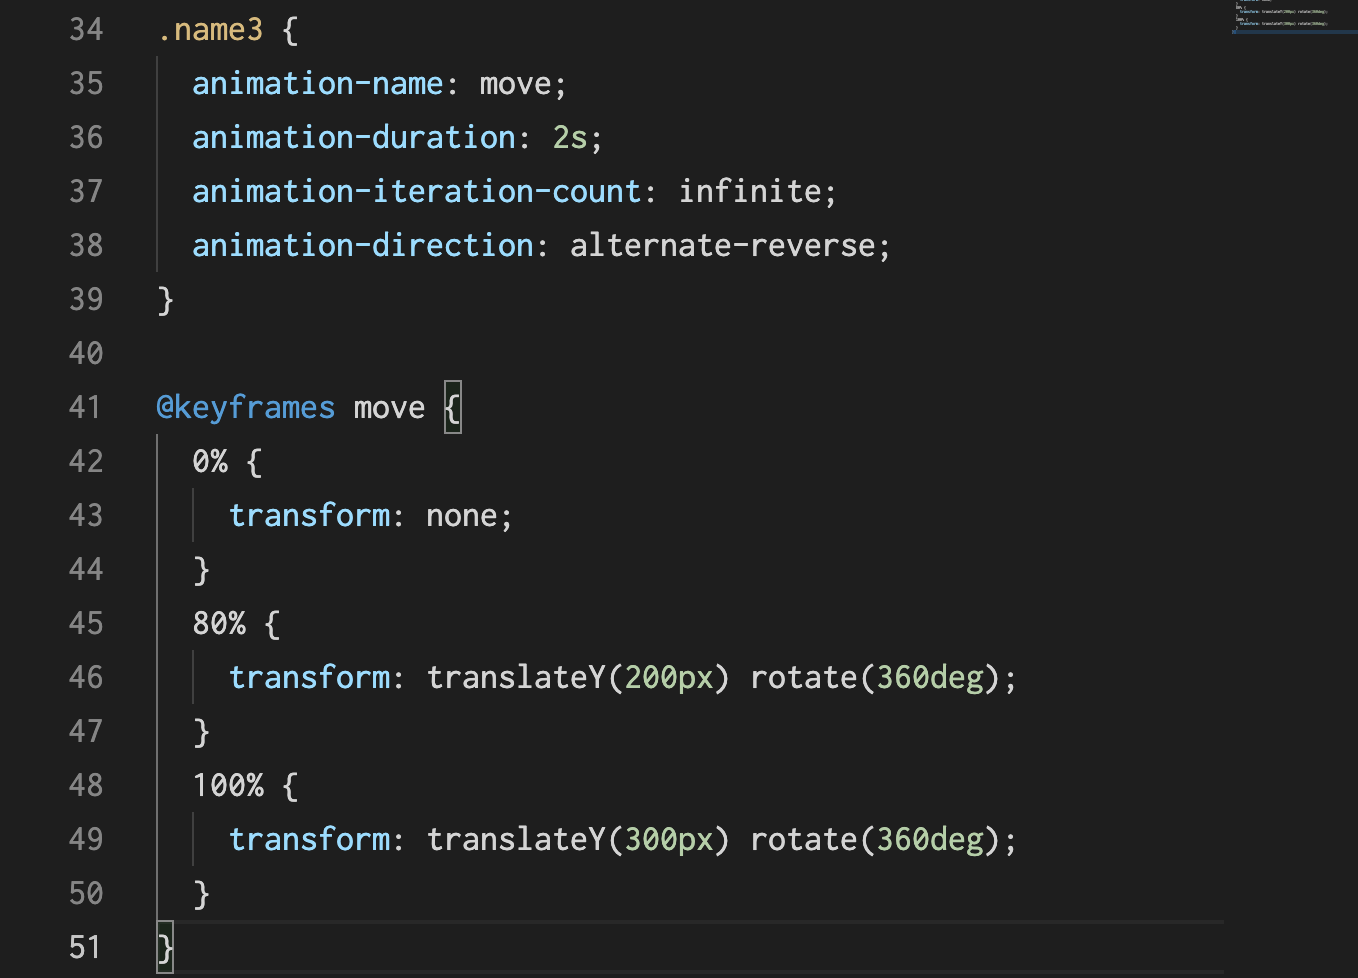 34 .name3 {
35 animation-name: move;
36 animation-duration: 2s;
37 animation-iteration-count: infinite;
38 animation-direction: alternate-reverse;
39 }
40
41 @keyframes move {
42 0% {
43 transform: none;
44 }
45 80% {
46 transform: translateY(200px) rotate(360deg);
47 }
48 100% {
49 transform: translateY(300px) rotate(360deg);
50 }
51 }